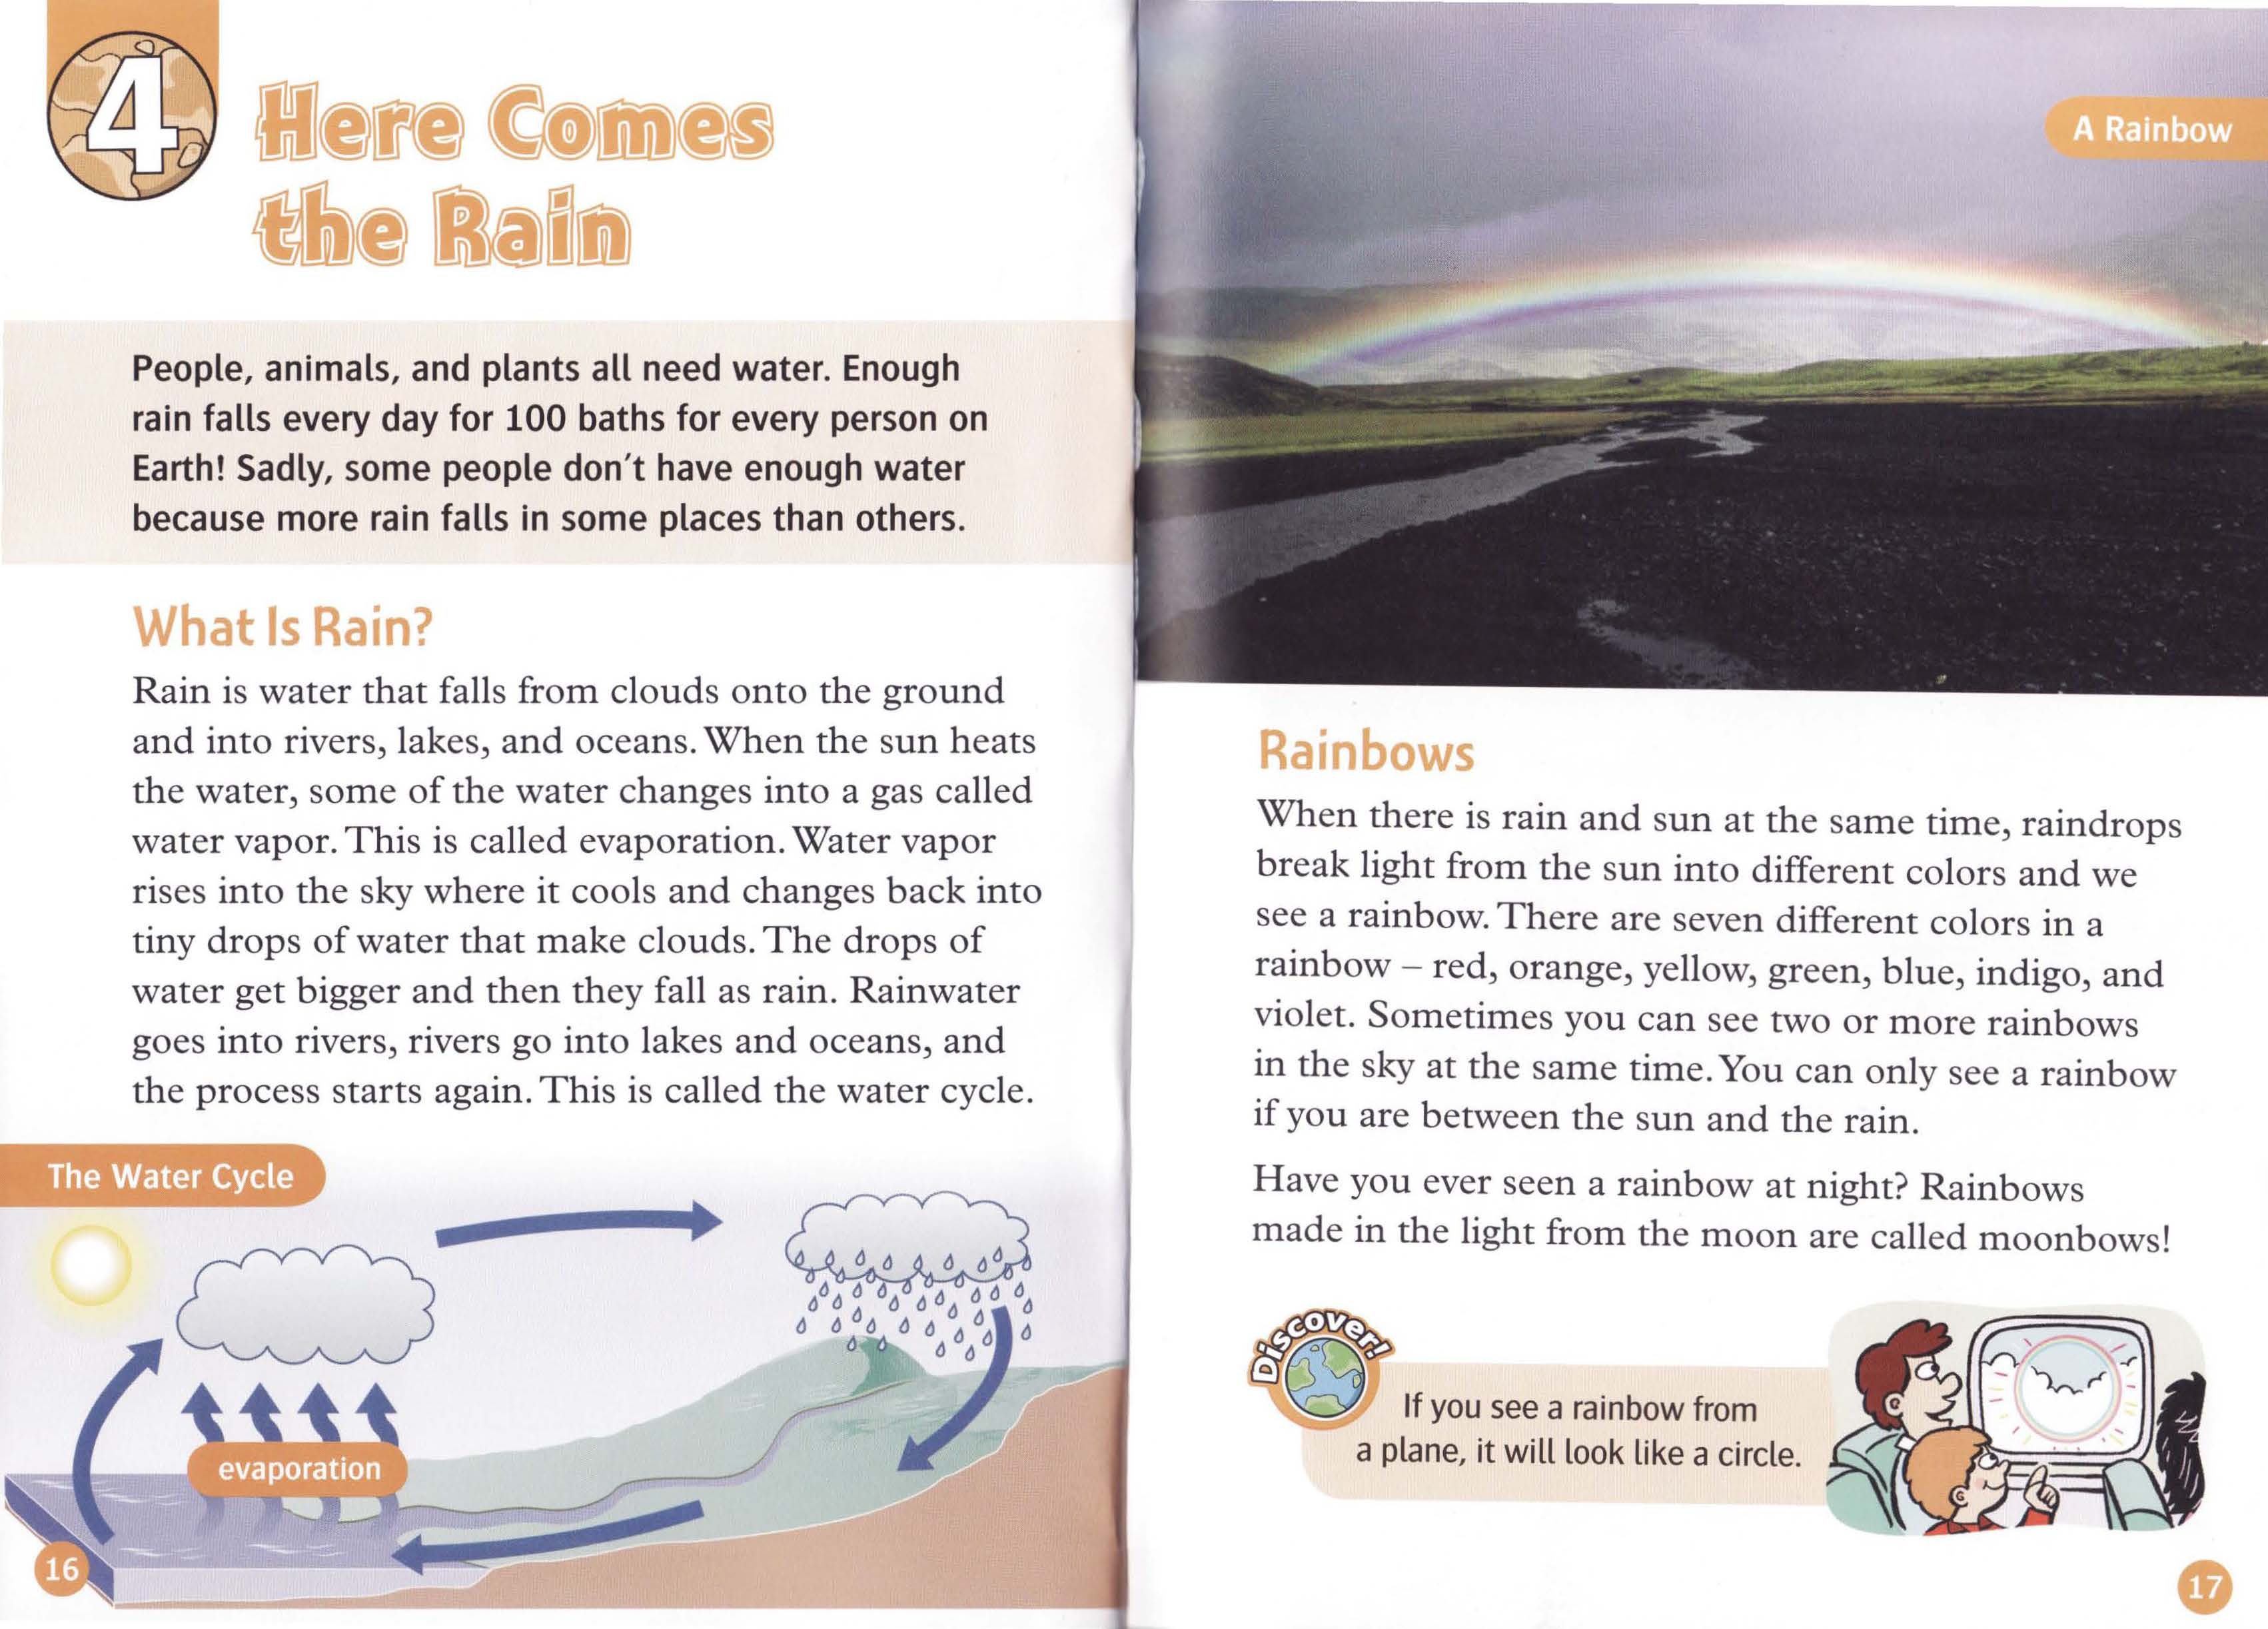 4
Here Comes
the Rain
People, animals, and plants all need water. Enough
rain falls every day for 100 baths for every person on
Earth! Sadly, some people don't have enough water
because more rain falls in some places than others.
What Is Rain?
Rain is water that falls from clouds onto the ground
and into rivers, lakes, and oceans. When the sun heats
the water, some of the water changes into a gas called
water vapor. This is called evaporation. Water vapor
rises into the sky where it cools and changes back into
tiny drops of water that make clouds. The drops of
water get bigger and then they fall as rain. Rainwater
goes into rivers, rivers go into lakes and oceans, and
the process starts again. This is called the water cycle.
The Water Cycle
evaporation
16
A Rainbow
Rainbows
When there is rain and sun at the same time, raindrops
break light from the sun into different colors and we
see a rainbow. There are seven different colors in a
rainbow – red, orange, yellow, green, blue, indigo, and
violet. Sometimes you can see two or more rainbows
in the sky at the same time. You can only see a rainbow
if you are between the sun and the rain.
Have you ever seen a rainbow at night? Rainbows
made in the light from the moon are called moonbows!
Discover!
If you see a rainbow from
a plane, it will look like a circle.
17